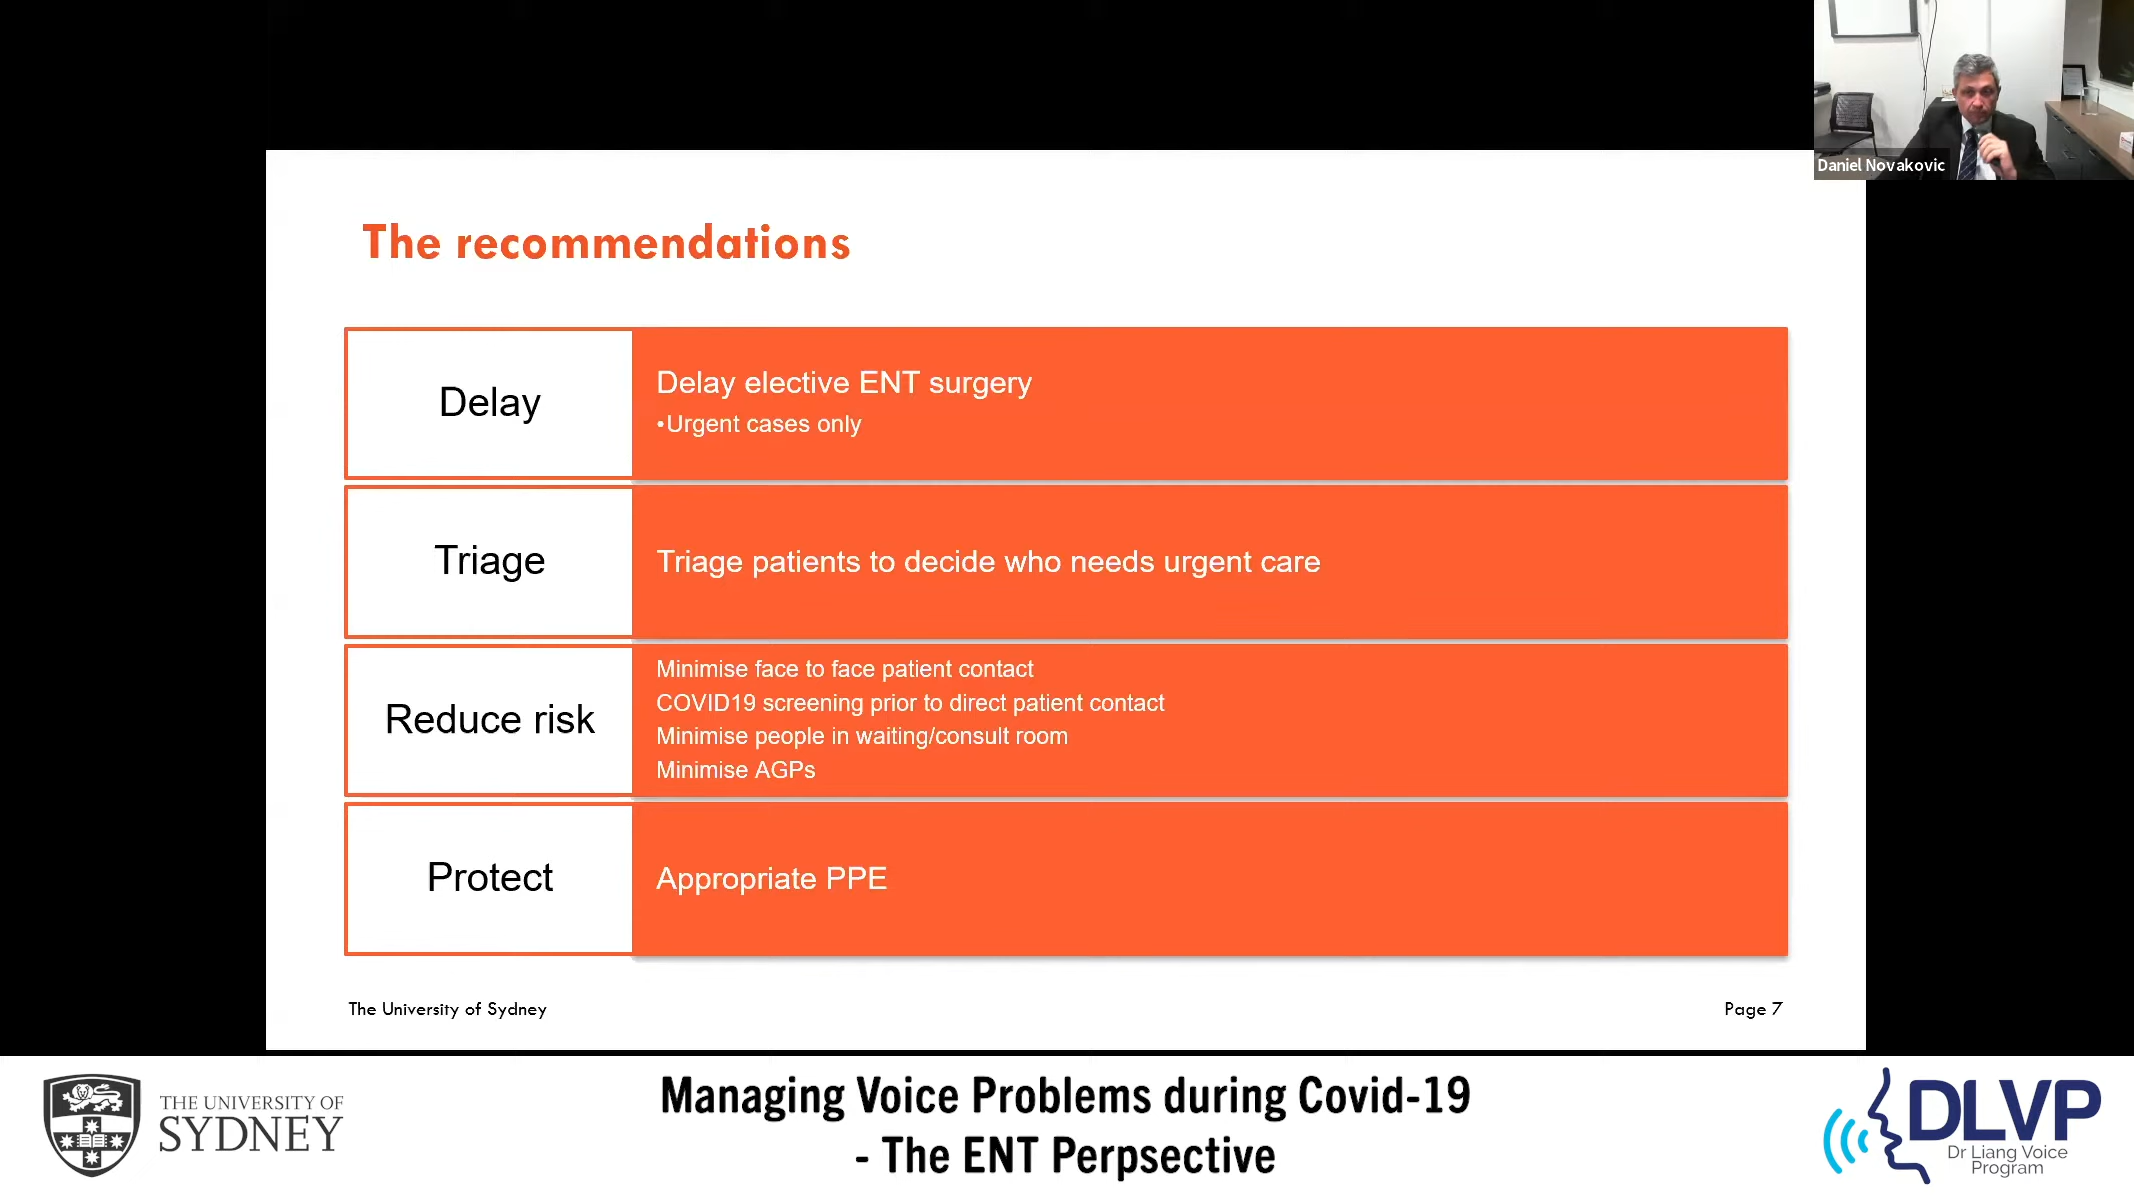 Daniel Novakovic
The recommendations
Delay
Delay elective ENT surgery
•Urgent cases only
Triage
Triage patients to decide who needs urgent care
Reduce risk
Minimise face to face patient contact
COVID19 screening prior to direct patient contact
Minimise people in waiting/consult room
Minimise AGPs
Protect
Appropriate PPE
The University of Sydney
Page 7
THE UNIVERSITY OF
SYDNEY
Managing Voice Problems during Covid-19
- The ENT Perpsective
DLVP
Dr Liang Voice
Program